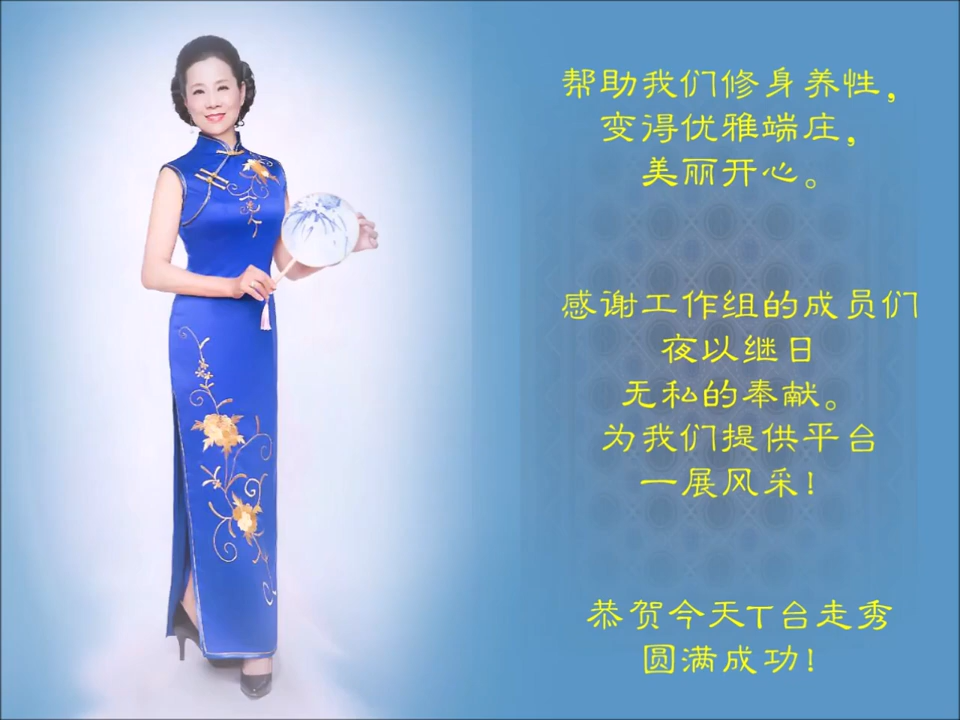 帮助我们修身养性，
变得优雅端庄，
美丽开心。
感谢工作组的成员们
夜以继日
无私的奉献。
为我们提供平台
一展风采！
恭贺今天T台走秀
圆满成功！